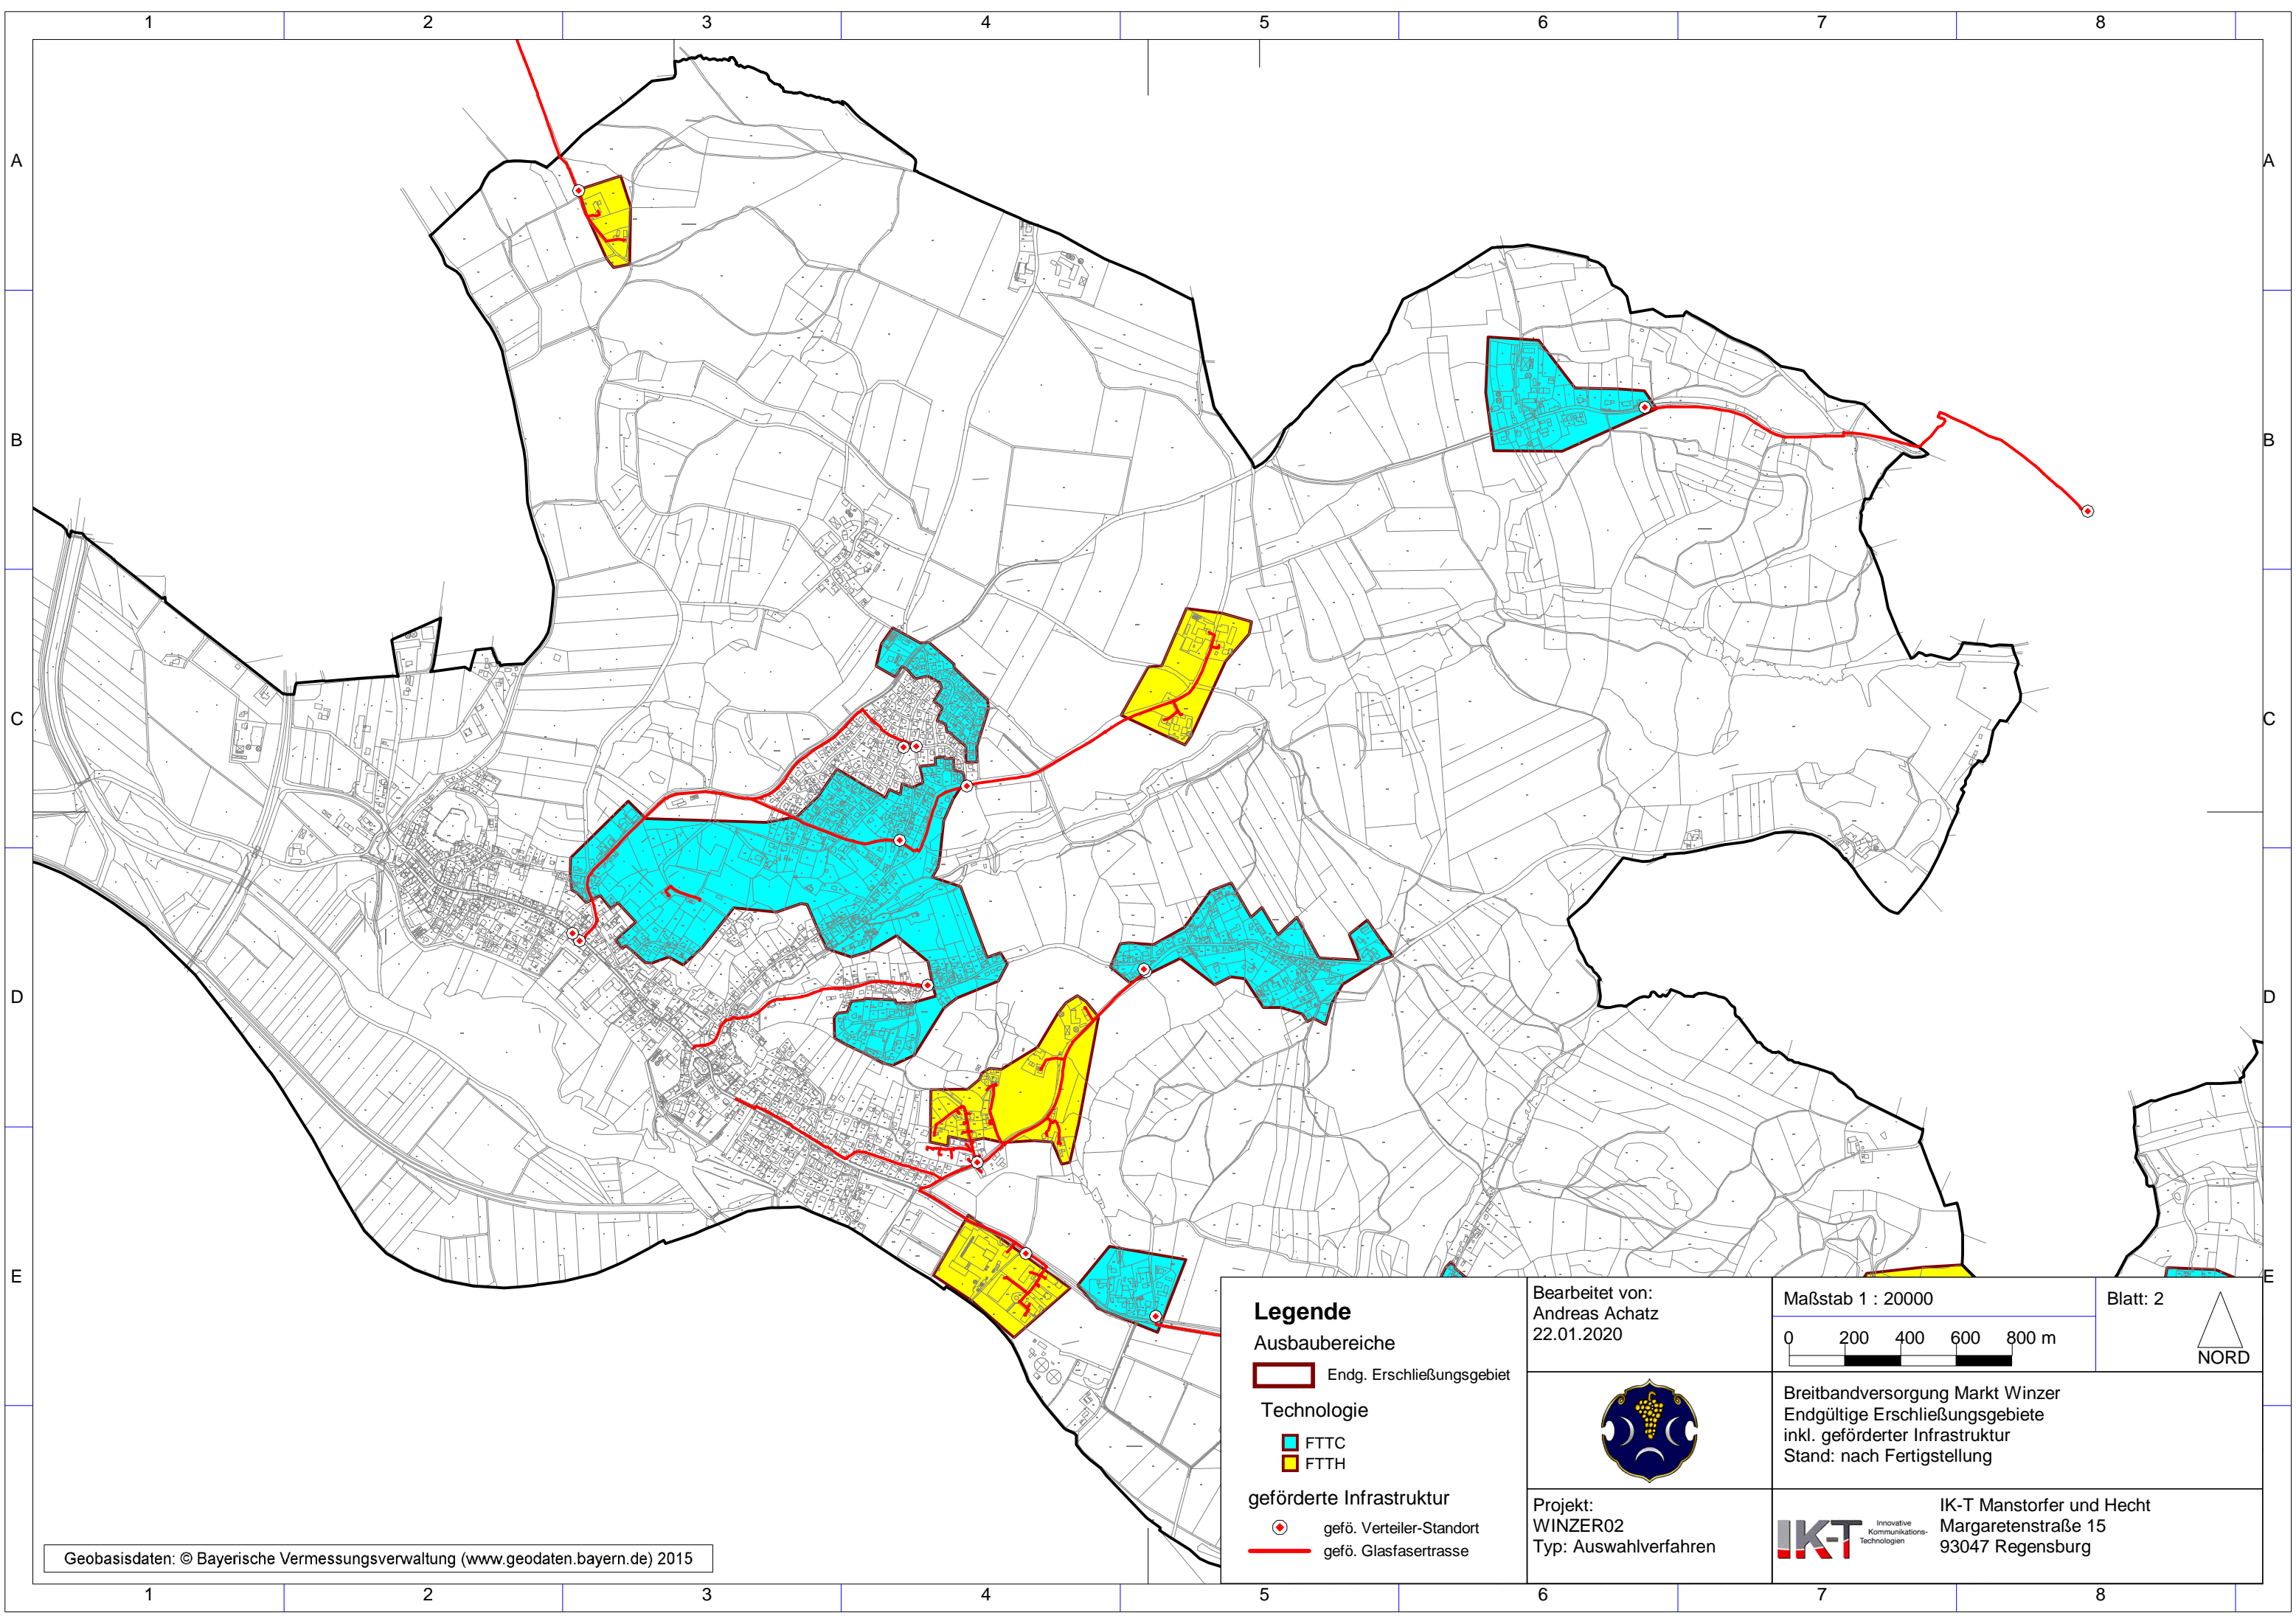 1 2 3 4 5 6 7 8
A A
B B
C C
D D
E E
Legende
Ausbaubereiche
Endg. Erschließungsgebiet
Technologie
FTTC
FTTH
geförderte Infrastruktur
gefö. Verteiler-Standort
gefö. Glasfasertrasse
Bearbeitet von:
Andreas Achatz
22.01.2020
Maßstab 1 : 20000
0 200 400 600 800 m
Blatt: 2
NORD
Breitbandversorgung Markt Winzer
Endgültige Erschließungsgebiete
inkl. geförderter Infrastruktur
Stand: nach Fertigstellung
Projekt:
WINZER02
Typ: Auswahlverfahren
IK-T
Innovative
Kommunikations-
Technologien
IK-T Manstorfer und Hecht
Margaretenstraße 15
93047 Regensburg
Geobasisdaten: © Bayerische Vermessungsverwaltung (www.geodaten.bayern.de) 2015
1 2 3 4 5 6 7 8